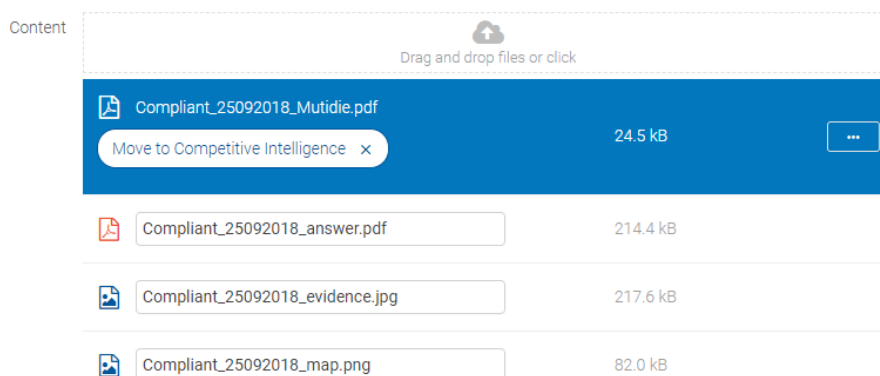 Content
Drag and drop files or click
Compliant_25092018_Mutidie.pdf
Move to Competitive Intelligence ×
24.5 kB
...
Compliant_25092018_answer.pdf 214.4 kB
Compliant_25092018_evidence.jpg 217.6 kB
Compliant_25092018_map.png 82.0 kB